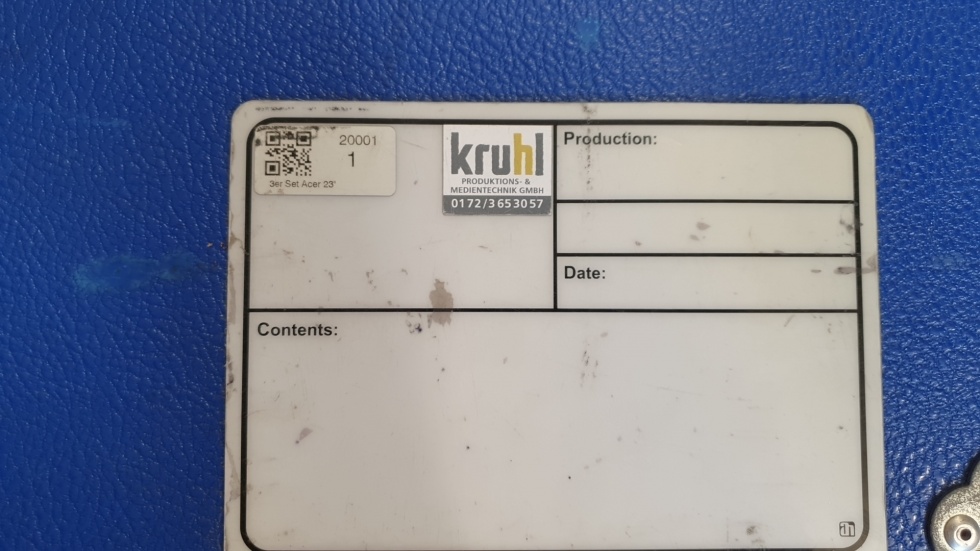 20001
1
3er Set Acer 23"
kruhl
PRODUKTIONS- &
MEDIENTECHNIK GMBH
0172/3653057
Production:
Date:
Contents: